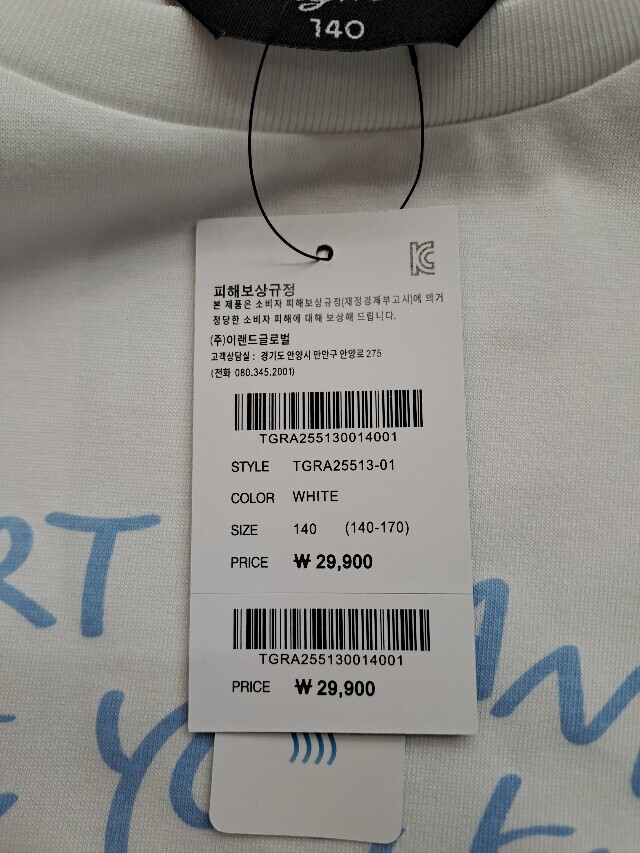 140
피해보상규정
본 제품은 소비자 피해보상규정(재정경제부고시)에 의거
정당한 소비자 피해에 대해 보상해 드립니다.
(주)이랜드글로벌
고객상담실 : 경기도 안양시 만안구 안양로 275
(전화 080.345.2001)
TGRA255130014001
STYLE TGRA25513-01
COLOR WHITE
SIZE 140 (140-170)
PRICE ₩ 29,900
TGRA255130014001
PRICE ₩ 29,900